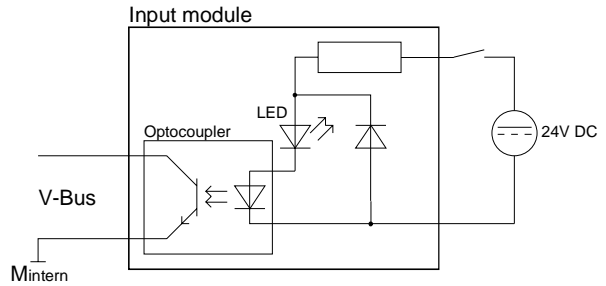 Input module
LED
Optocoupler
24V DC
V-Bus
Mintern